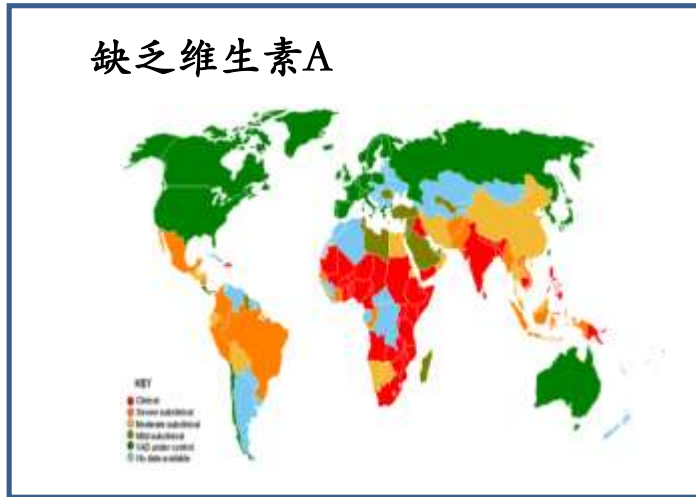 缺乏维生素A
KEY
Clinical
Severe subclinical
Moderate subclinical
Mild subclinical
VAD under control
No data available